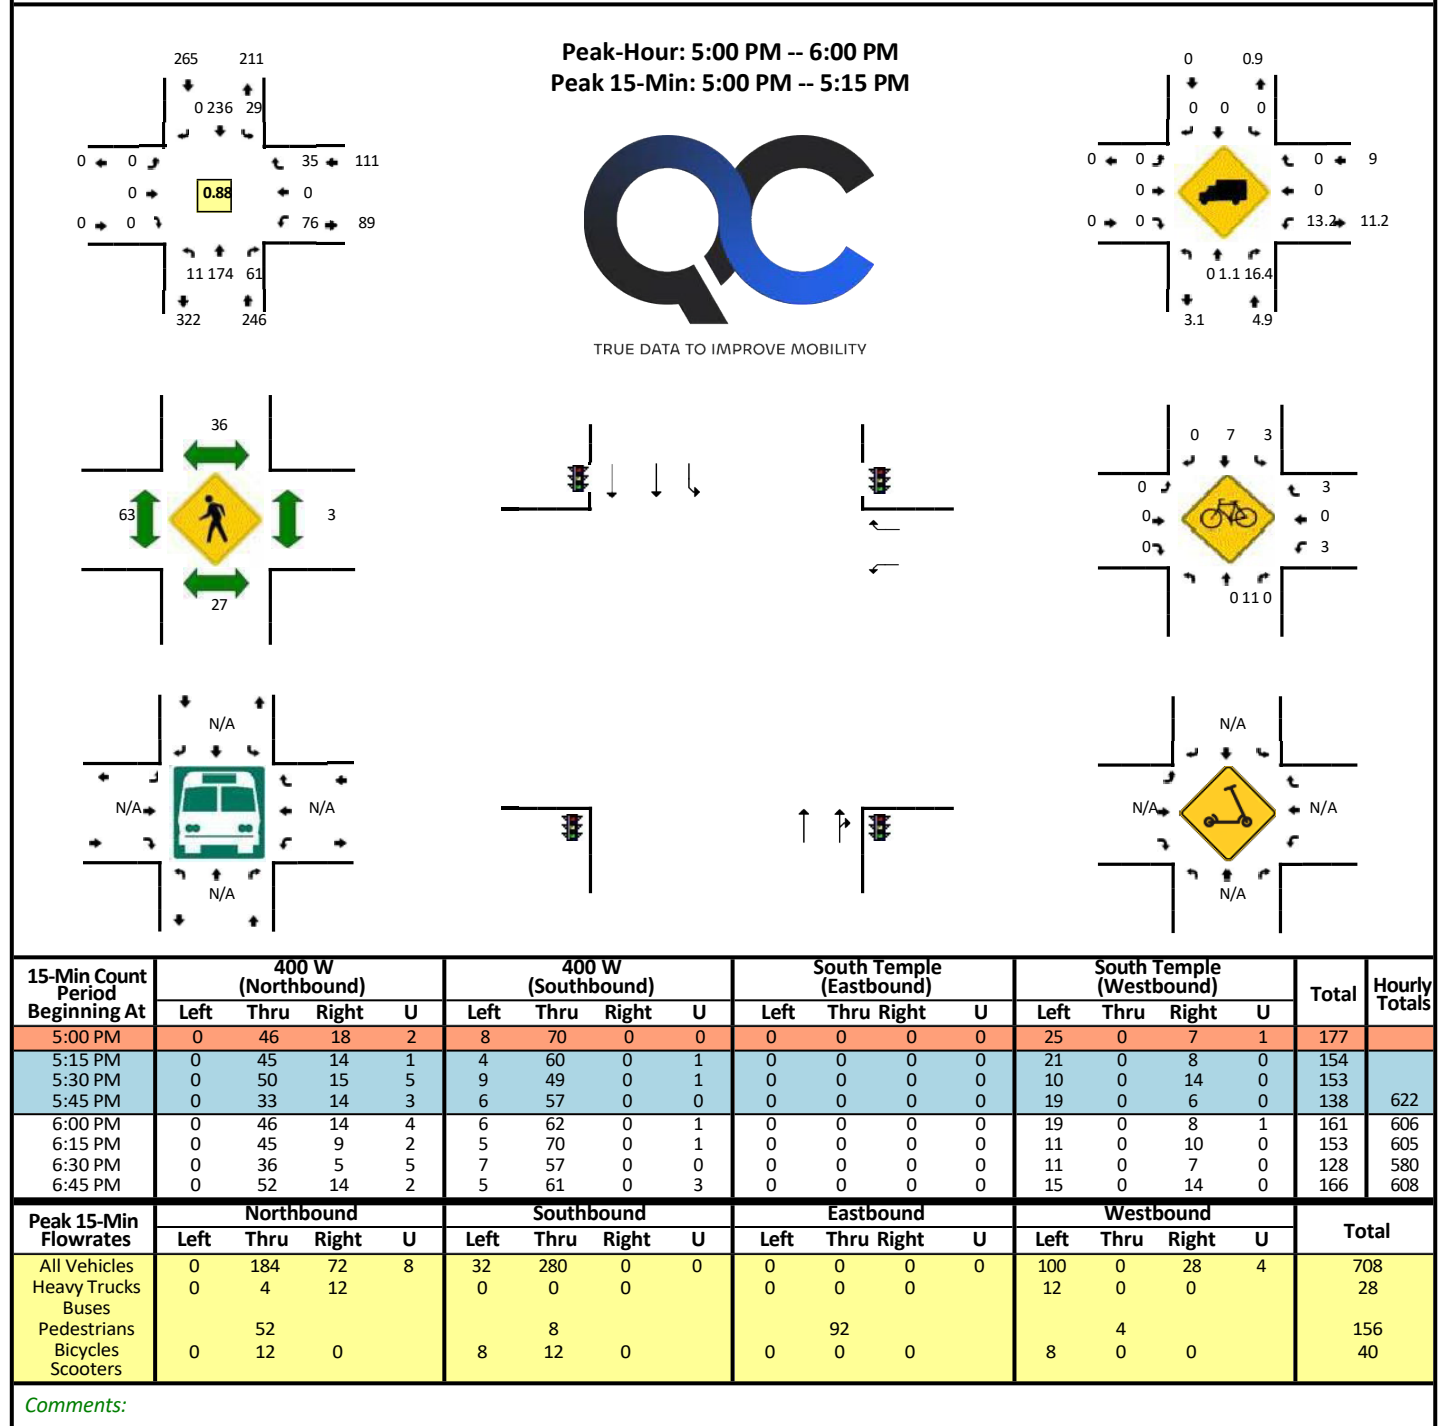 Peak-Hour: 5:00 PM -- 6:00 PM
Peak 15-Min: 5:00 PM -- 5:15 PM
265 211
0 236 29
0 0 35 111
0 0.88 0
0 0 76 89
11 174 61
322 246
QC
TRUE DATA TO IMPROVE MOBILITY
0 0.9
0 0 0
0 0 0 9
0 0
0 0 13.2 11.2
0 1.1 16.4
3.1 4.9
36
63 3
27
0 7 3
0 3
0 0
0 3
0 11 0
N/A
N/A N/A
N/A
N/A
N/A N/A
N/A
15-Min Count Period Beginning At 400 W (Northbound) 400 W (Southbound) South Temple (Eastbound) South Temple (Westbound) Total Hourly Totals
Left Thru Right U Left Thru Right U Left Thru Right U Left Thru Right U
5:00 PM 0 46 18 2 8 70 0 0 0 0 0 0 25 0 7 1 177
5:15 PM 0 45 14 1 4 60 0 1 0 0 0 0 21 0 8 0 154
5:30 PM 0 50 15 5 9 49 0 1 0 0 0 0 10 0 14 0 153
5:45 PM 0 33 14 3 6 57 0 0 0 0 0 0 19 0 6 0 138 622
6:00 PM 0 46 14 4 6 62 0 1 0 0 0 0 19 0 8 1 161 606
6:15 PM 0 45 9 2 5 70 0 1 0 0 0 0 11 0 10 0 153 605
6:30 PM 0 36 5 5 7 57 0 0 0 0 0 0 11 0 7 0 128 580
6:45 PM 0 52 14 2 5 61 0 3 0 0 0 0 15 0 14 0 166 608
Peak 15-Min Flowrates Northbound Southbound Eastbound Westbound Total
Left Thru Right U Left Thru Right U Left Thru Right U Left Thru Right U
All Vehicles 0 184 72 8 32 280 0 0 0 0 0 0 100 0 28 4 708
Heavy Trucks 0 4 12 0 0 0 0 0 0 12 0 0 28
Buses
Pedestrians 52 8 92 4 156
Bicycles 0 12 0 8 12 0 0 0 0 8 0 0 40
Scooters
Comments: